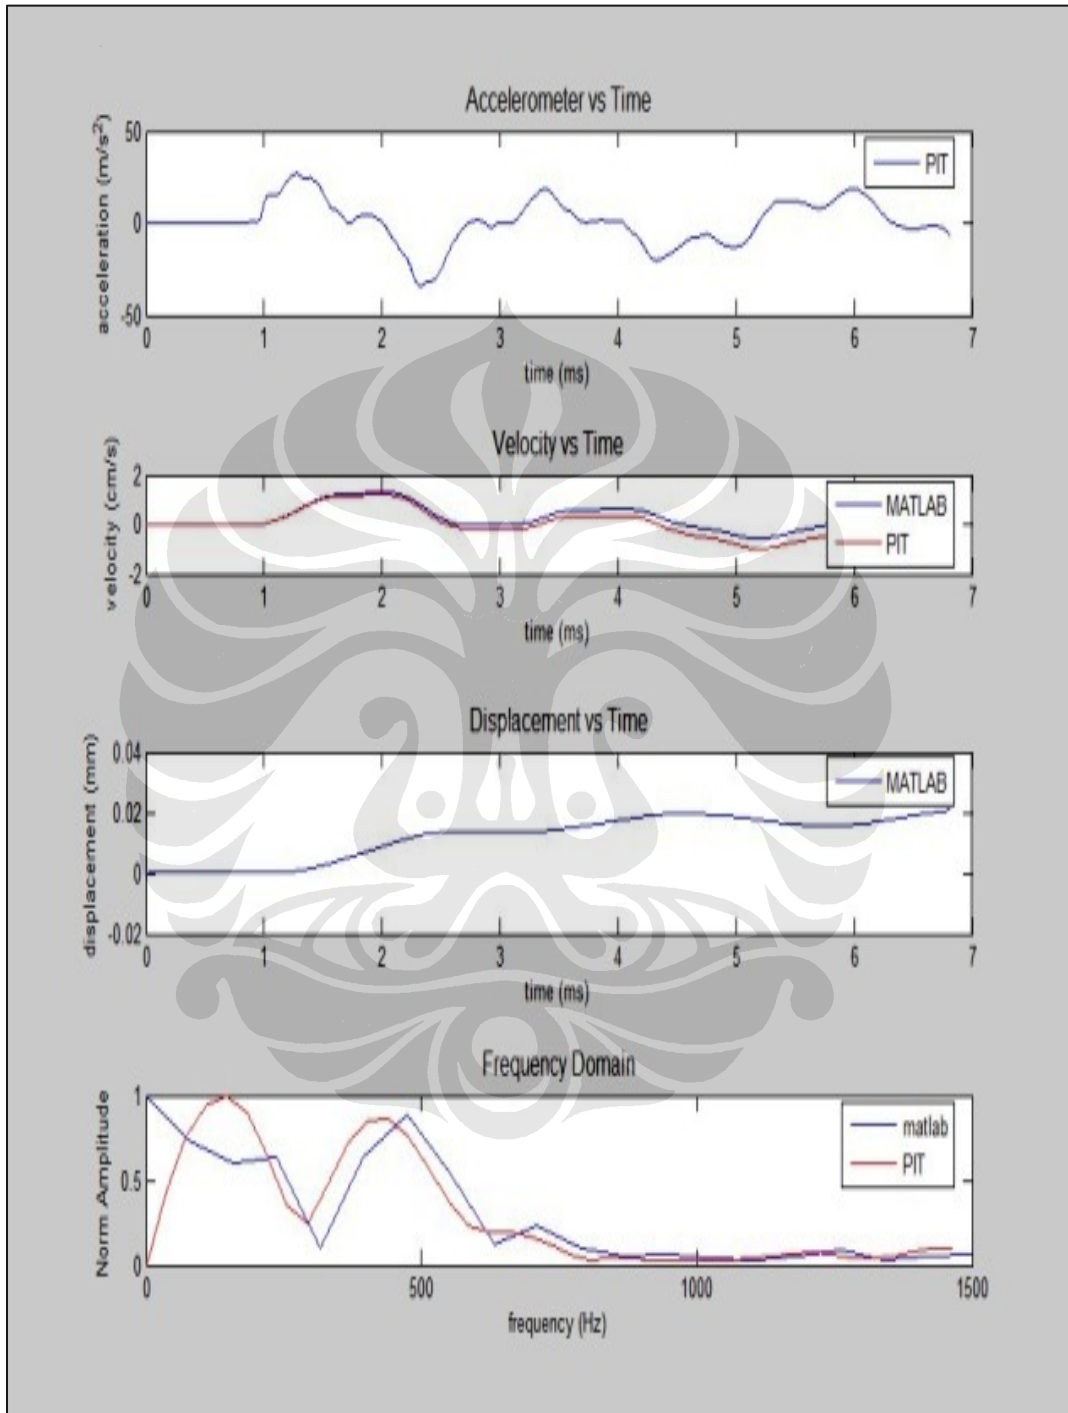 Accelerometer vs Time
acceleration (m/s²)
50
0
-50
PIT
0 1 2 3 4 5 6 7
time (ms)
Velocity vs Time
velocity (cm/s)
2
0
-2
MATLAB
PIT
0 1 2 3 4 5 6 7
time (ms)
Displacement vs Time
displacement (mm)
0.04
0.02
0
-0.02
MATLAB
0 1 2 3 4 5 6 7
time (ms)
Frequency Domain
Norm Amplitude
1
0.5
0
matlab
PIT
0 500 1000 1500
frequency (Hz)